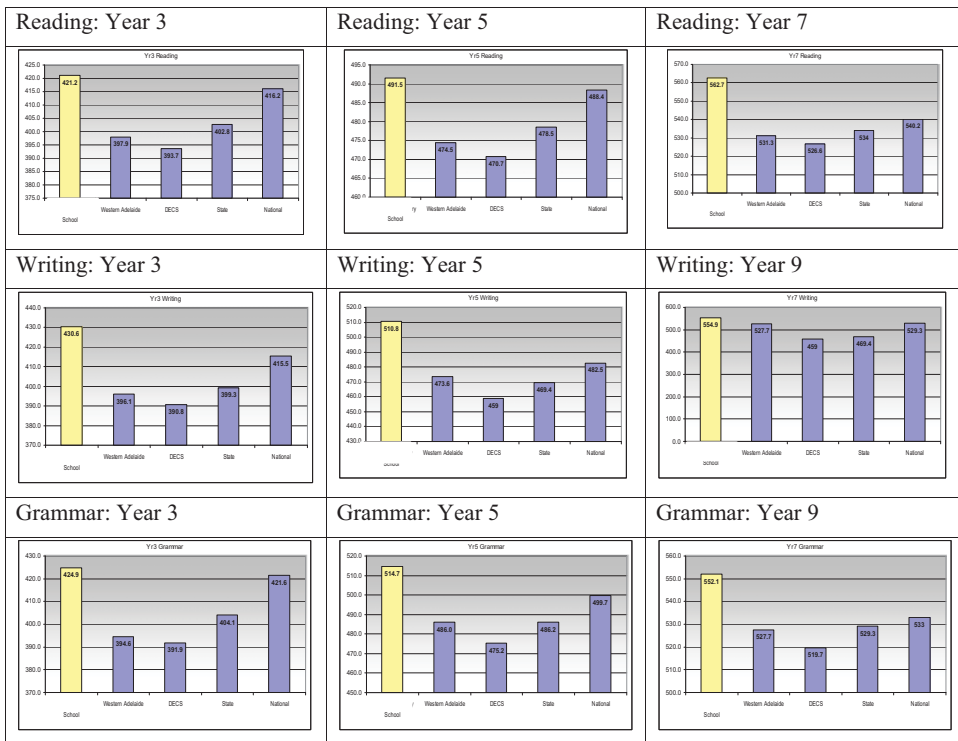 Reading: Year 3
Reading: Year 5
Reading: Year 7
Yr3 Reading
425.0
420.0
415.0
410.0
405.0
400.0
395.0
390.0
385.0
380.0
375.0
421.2
397.9
393.7
402.8
416.2
School
Western Adelaide
DECS
State
National
Yr5 Reading
495.0
490.0
485.0
480.0
475.0
470.0
465.0
460.0
491.5
474.5
470.7
478.5
488.4
School
ry
Western Adelaide
DECS
State
National
Yr7 Reading
570.0
560.0
550.0
540.0
530.0
520.0
510.0
500.0
562.7
531.3
526.6
534
540.2
School
Western Adelaide
DECS
State
National
Writing: Year 3
Writing: Year 5
Writing: Year 9
Yr3 Writing
440.0
430.0
420.0
410.0
400.0
390.0
380.0
370.0
430.6
396.1
390.8
399.3
415.5
School
Western Adelaide
DECS
State
National
Yr5 Writing
520.0
510.0
500.0
490.0
480.0
470.0
460.0
450.0
440.0
430.0
510.8
473.6
459
469.4
482.5
School
Western Adelaide
DECS
State
National
Yr7 Writing
600.0
500.0
400.0
300.0
200.0
100.0
0.0
554.9
527.7
459
469.4
529.3
School
Western Adelaide
DECS
State
National
Grammar: Year 3
Grammar: Year 5
Grammar: Year 9
Yr3 Grammar
430.0
420.0
410.0
400.0
390.0
380.0
370.0
424.9
394.6
391.9
404.1
421.6
School
Western Adelaide
DECS
State
National
Yr5 Grammar
520.0
510.0
500.0
490.0
480.0
470.0
460.0
450.0
514.7
486.0
475.2
486.2
499.7
School
Western Adelaide
DECS
State
National
Yr7 Grammar
560.0
550.0
540.0
530.0
520.0
510.0
500.0
552.1
527.7
519.7
529.3
533
School
Western Adelaide
DECS
State
National